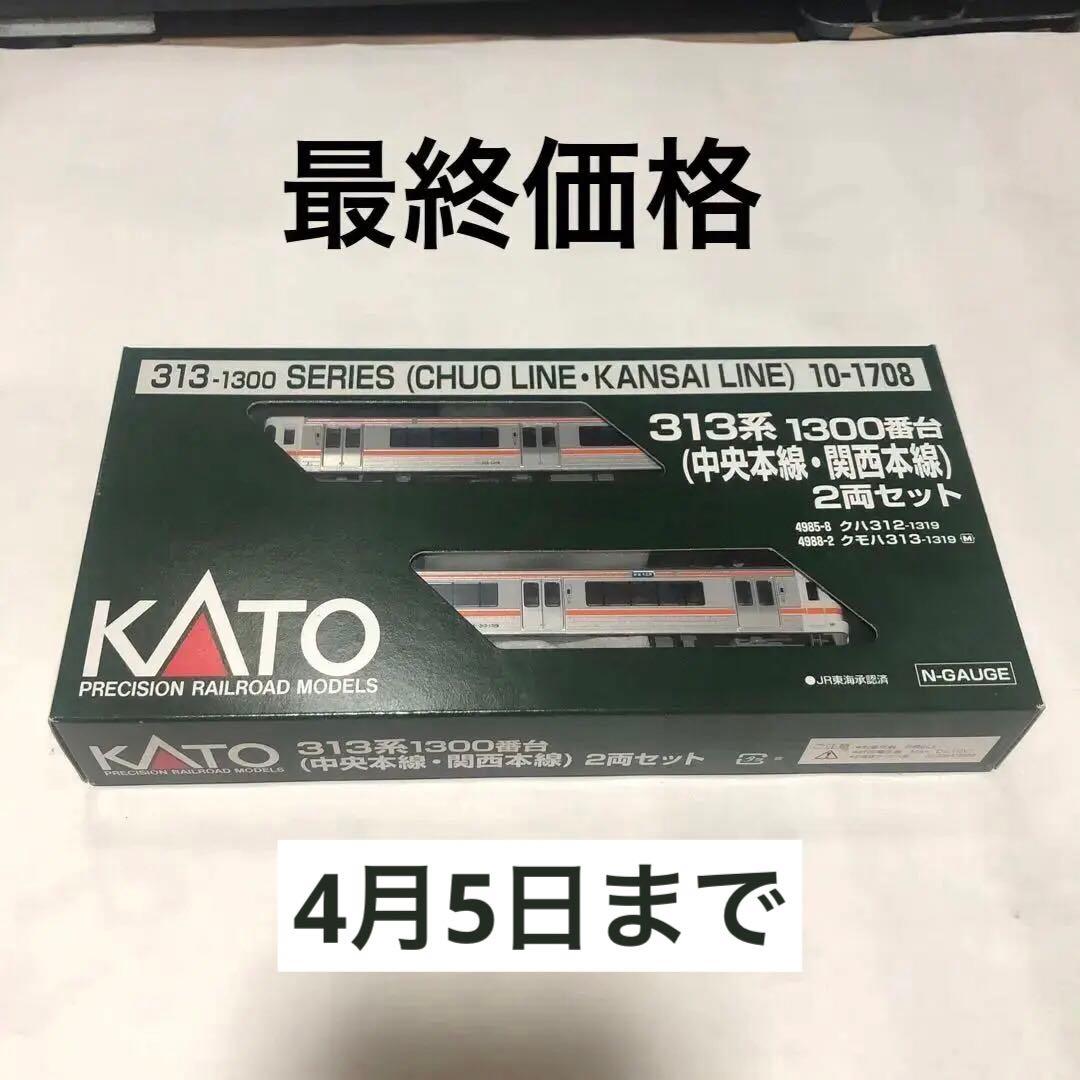 最終価格
313-1300 SERIES (CHUO LINE・KANSAI LINE) 10-1708
313系 1300番台
(中央本線・関西本線)
2両セット
4985-8 クハ312-1319
4988-2 クモハ313-1319 M
KATO
PRECISION RAILROAD MODELS
●JR東海承認済
N-GAUGE
KATO
PRECISION RAILROAD MODELS
313系1300番台
(中央本線・関西本線) 2両セット
4月5日まで